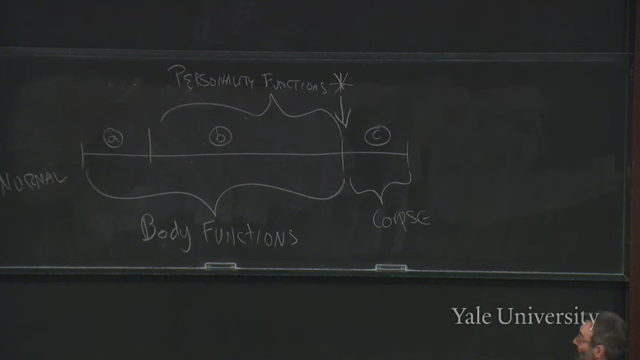 PERSONALITY FUNCTIONS *
a b c
NORMAL
Body FUNCTIONS
CORPSE
Yale University